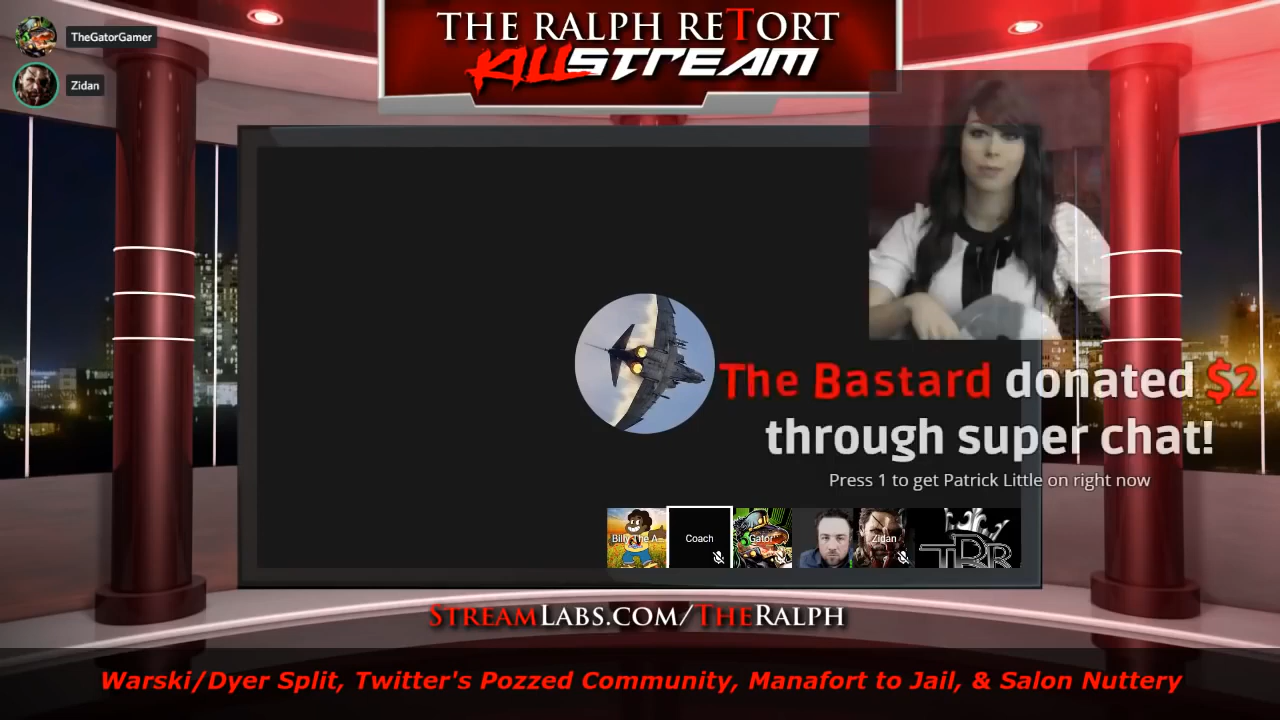 THE RALPH RETORT
KILLSTREAM
TheGatorGamer
Zidan
The Bastard donated $2
through super chat!
Press 1 to get Patrick Little on right now
Billy The A-
Coach
Gator
Zidan
TRR
STREAMLABS.COM/THERALPH
Warski/Dyer Split, Twitter's Pozzed Community, Manafort to Jail, & Salon Nuttery